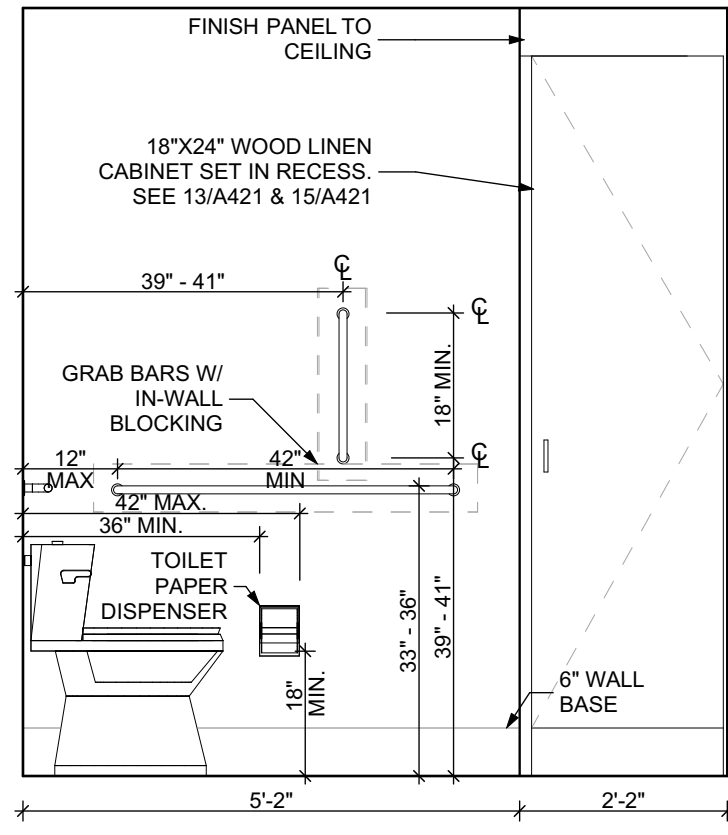 FINISH PANEL TO
CEILING
18"X24" WOOD LINEN
CABINET SET IN RECESS.
SEE 13/A421 & 15/A421
℄
39" - 41"
℄
18" MIN.
GRAB BARS W/
IN-WALL
BLOCKING
℄
12"
MAX
42"
MIN
42" MAX.
36" MIN.
TOILET
PAPER
DISPENSER
33" - 36"
39" - 41"
18"
MIN.
6" WALL
BASE
5'-2"
2'-2"